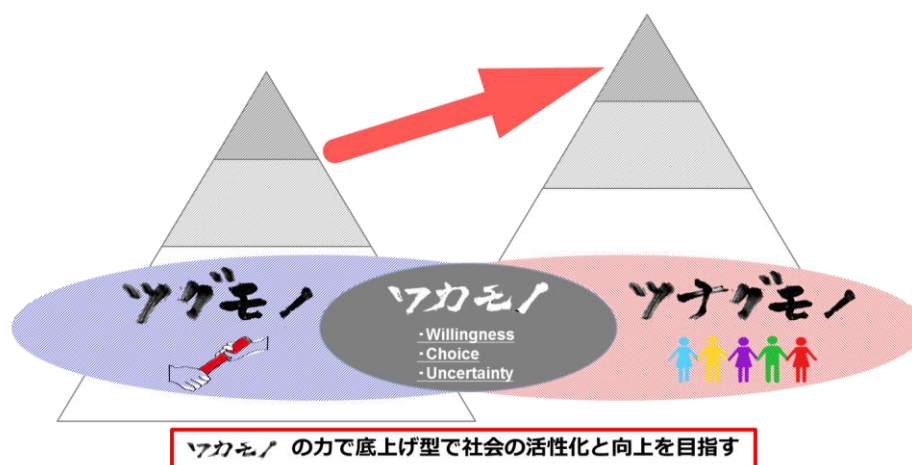 ツグモノ
ワカモノ
・Willingness
・Choice
・Uncertainty
ツナグモノ
ワカモノ の力で底上げ型で社会の活性化と向上を目指す